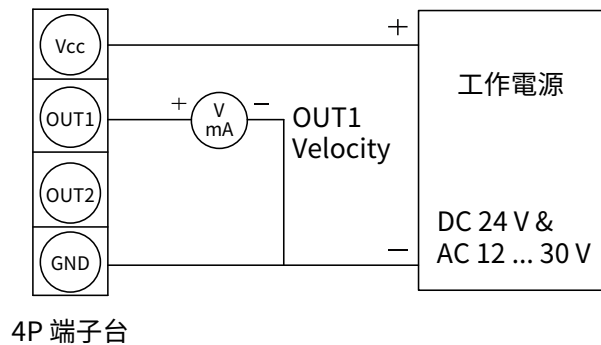 Vcc
+
工作電源
OUT1
+
V
mA
−
OUT1
Velocity
OUT2
GND
−
DC 24 V &
AC 12 ... 30 V
4P 端子台